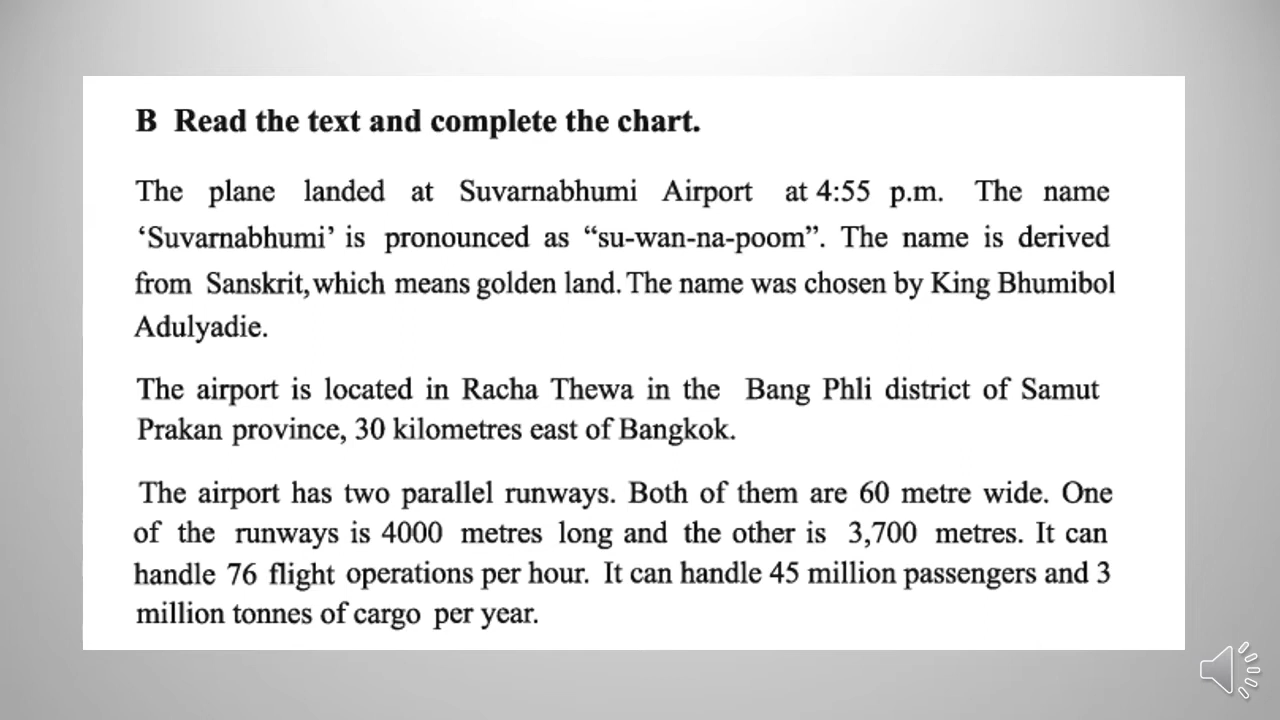 B Read the text and complete the chart.
The plane landed at Suvarnabhumi Airport at 4:55 p.m. The name
‘Suvarnabhumi’ is pronounced as “su-wan-na-poom”. The name is derived
from Sanskrit, which means golden land. The name was chosen by King Bhumibol
Adulyadie.
The airport is located in Racha Thewa in the Bang Phli district of Samut
Prakan province, 30 kilometres east of Bangkok.
The airport has two parallel runways. Both of them are 60 metre wide. One
of the runways is 4000 metres long and the other is 3,700 metres. It can
handle 76 flight operations per hour. It can handle 45 million passengers and 3
million tonnes of cargo per year.